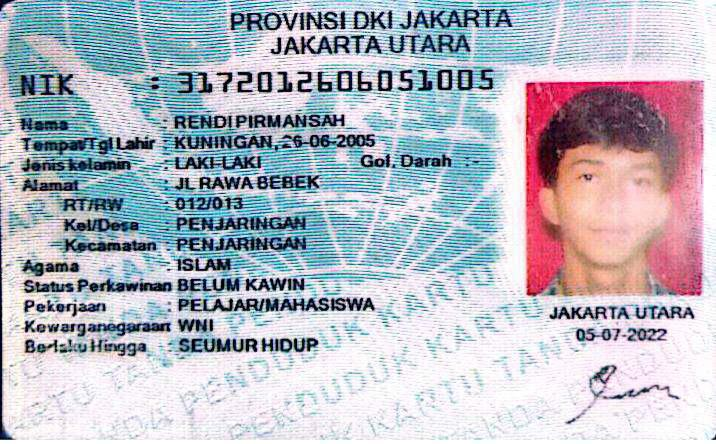 PROVINSI DKI JAKARTA
JAKARTA UTARA
NIK : 3172012606051005
Nama : RENDI PIRMANSAH
Tempat/Tgl Lahir : KUNINGAN, 26-06-2005
Jenis kelamin : LAKI-LAKI Gol. Darah : -
Alamat : JL RAWA BEBEK
RT/RW : 012/013
Kel/Desa : PENJARINGAN
Kecamatan : PENJARINGAN
Agama : ISLAM
Status Perkawinan BELUM KAWIN
Pekerjaan : PELAJAR/MAHASISWA
Kewarganegaraan WNI
Berlaku Hingga : SEUMUR HIDUP
JAKARTA UTARA
05-07-2022